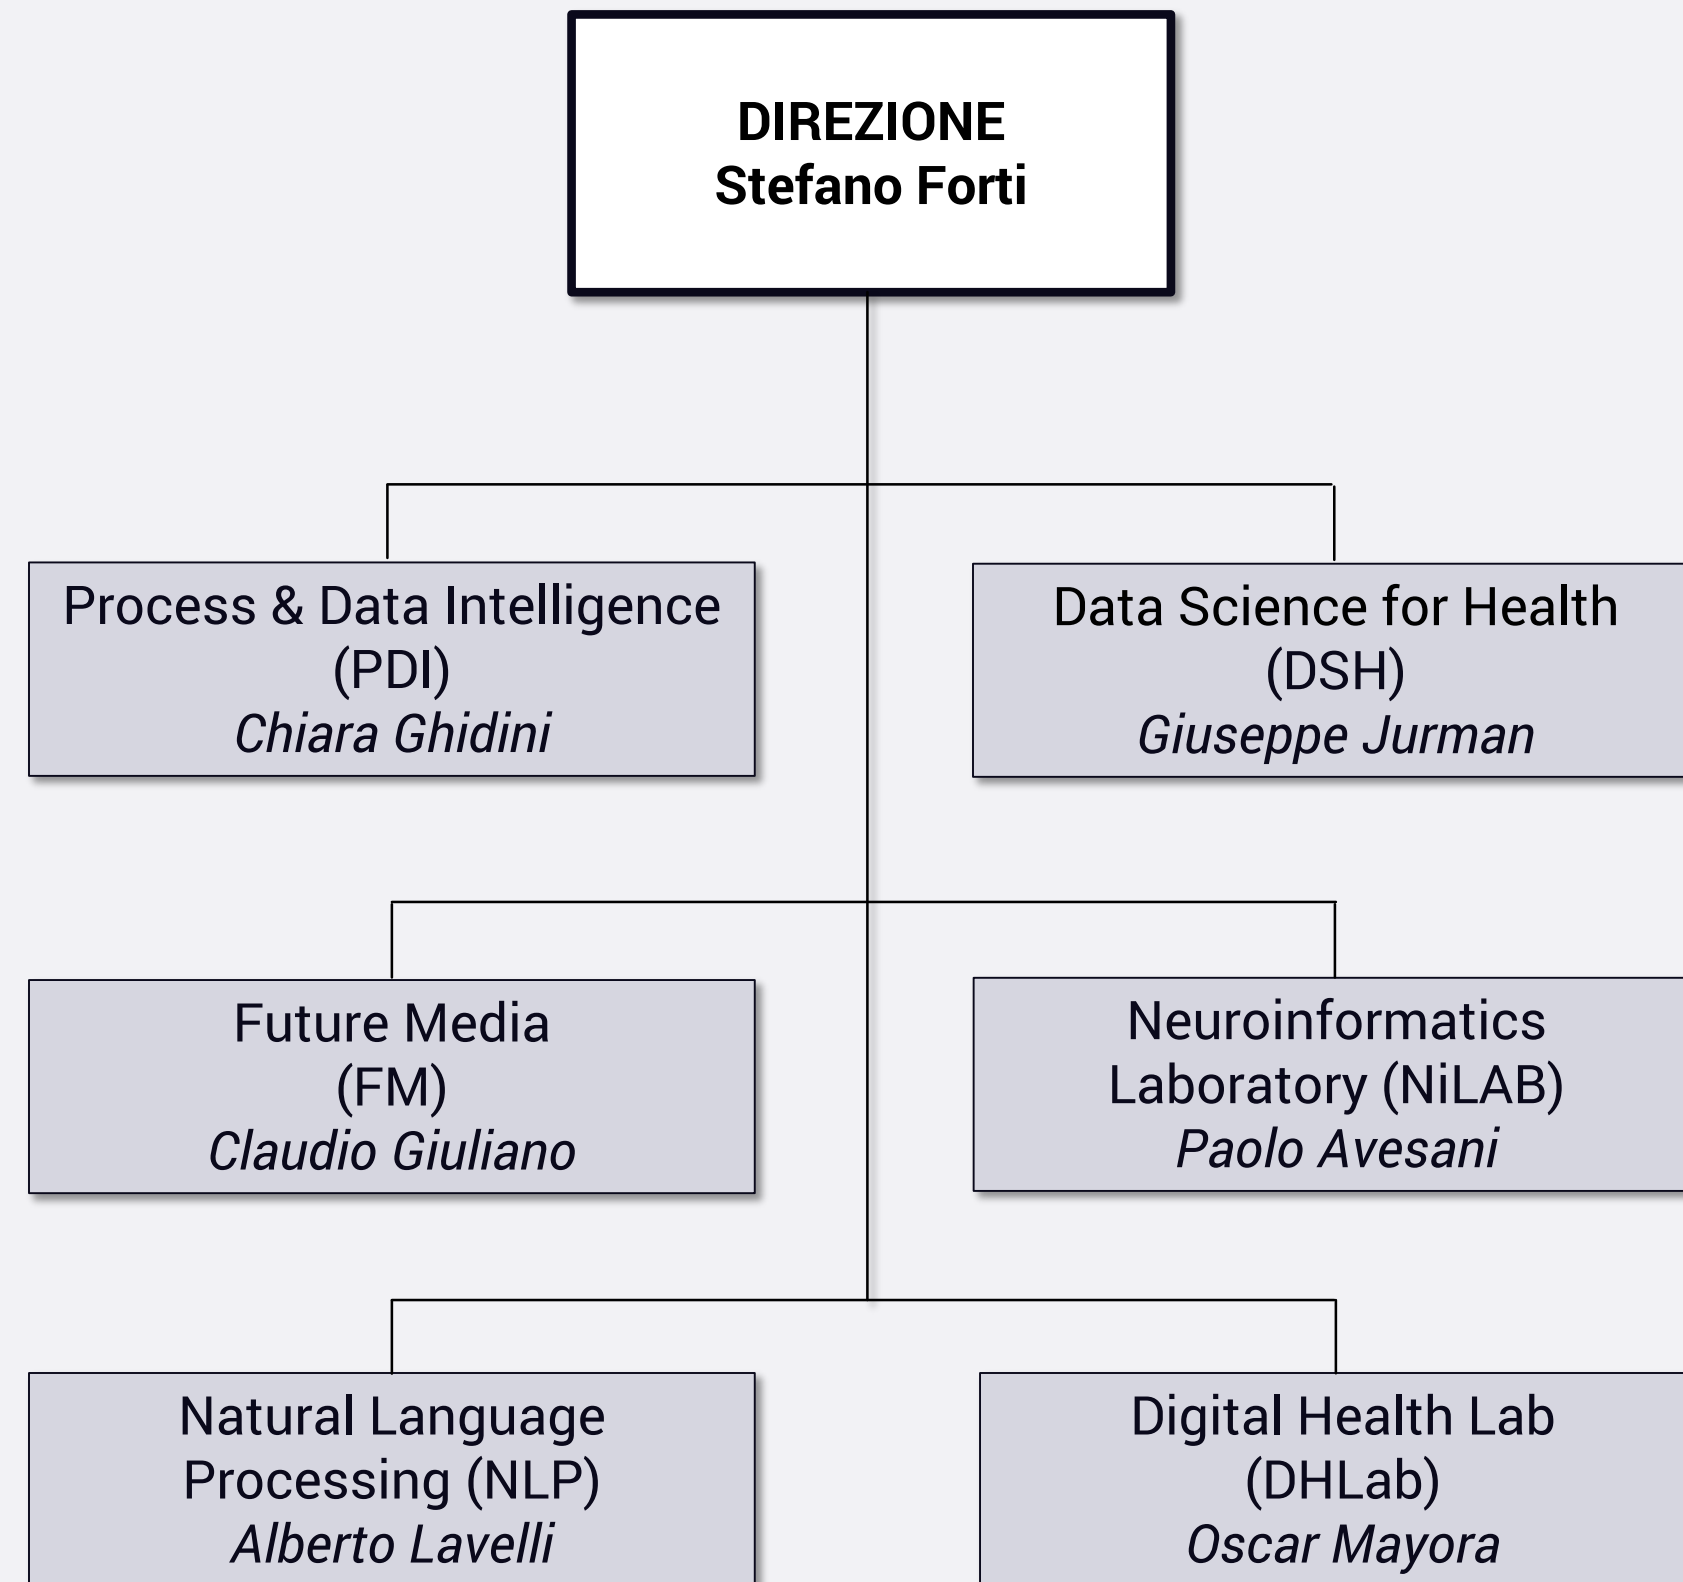 DIREZIONE
Stefano Forti
Process & Data Intelligence
(PDI)
Chiara Ghidini
Data Science for Health
(DSH)
Giuseppe Jurman
Future Media
(FM)
Claudio Giuliano
Neuroinformatics
Laboratory (NiLAB)
Paolo Avesani
Natural Language
Processing (NLP)
Alberto Lavelli
Digital Health Lab
(DHLab)
Oscar Mayora